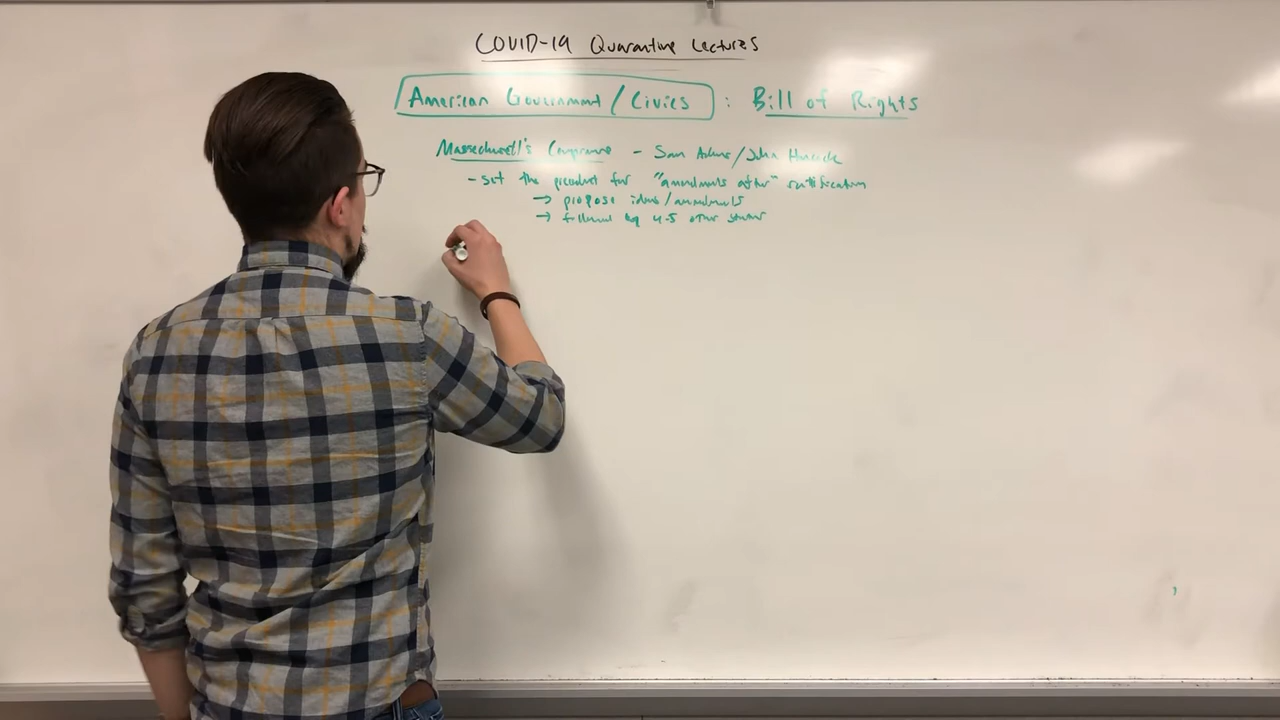 COVID-19 Quarantine Lectures
American Government / Civics : Bill of Rights
Massachusett's Compromise - Sam Adams/John Hancock
- set the precedent for "amendments after" ratification
→ propose ideas/amendments
→ followed by 4-5 other states